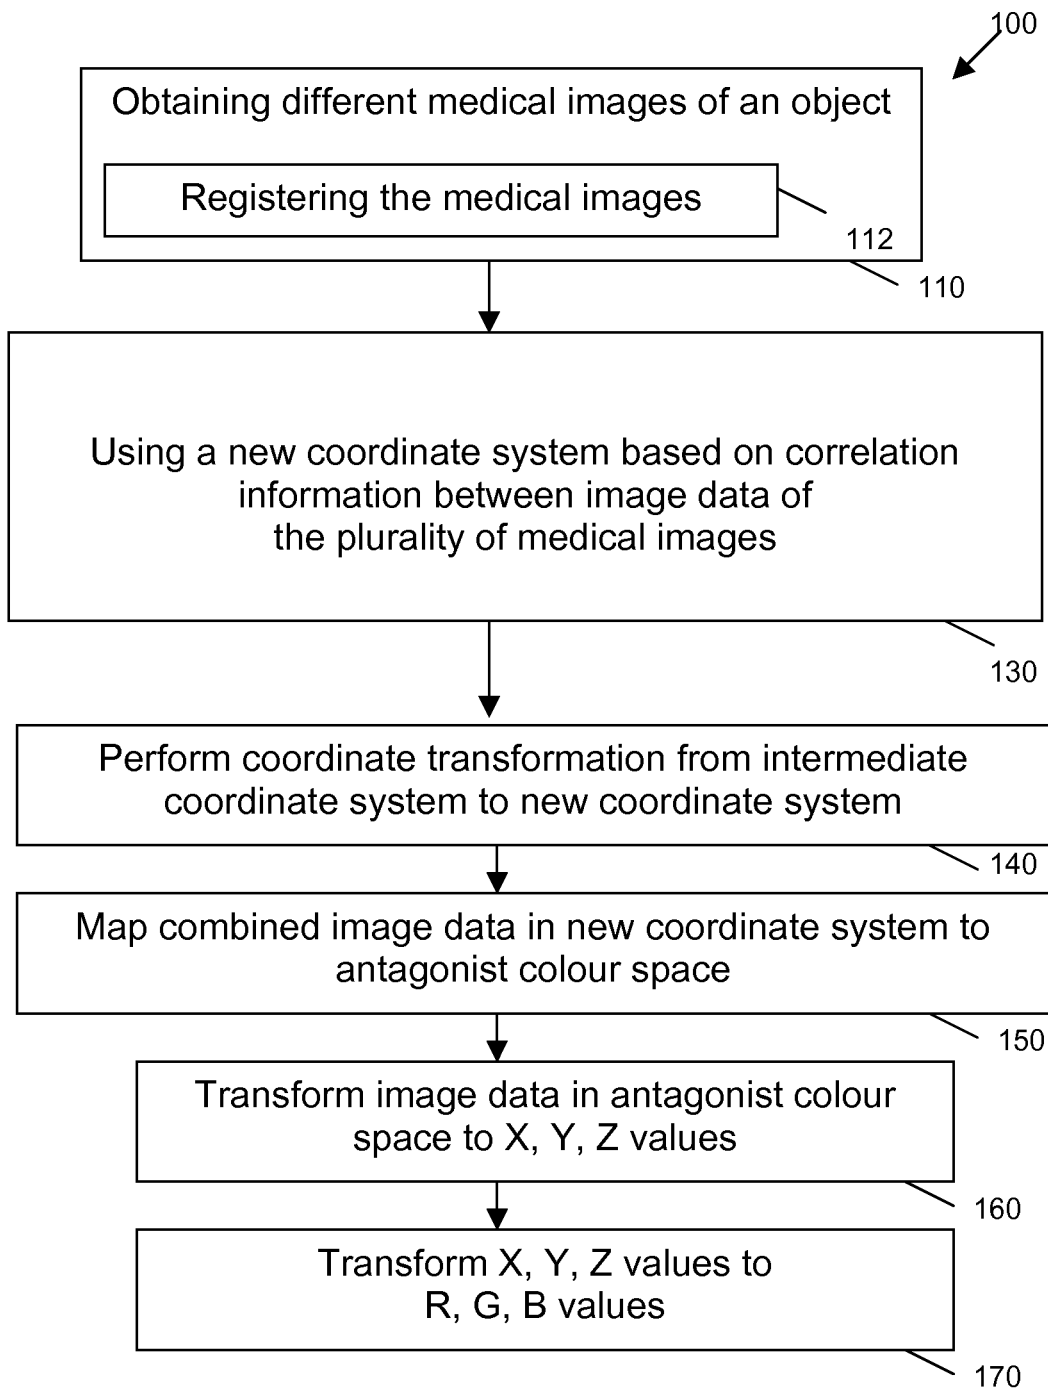 100
Obtaining different medical images of an object
Registering the medical images
112
110
Using a new coordinate system based on correlation
information between image data of
the plurality of medical images
130
Perform coordinate transformation from intermediate
coordinate system to new coordinate system
140
Map combined image data in new coordinate system to
antagonist colour space
150
Transform image data in antagonist colour
space to X, Y, Z values
160
Transform X, Y, Z values to
R, G, B values
170